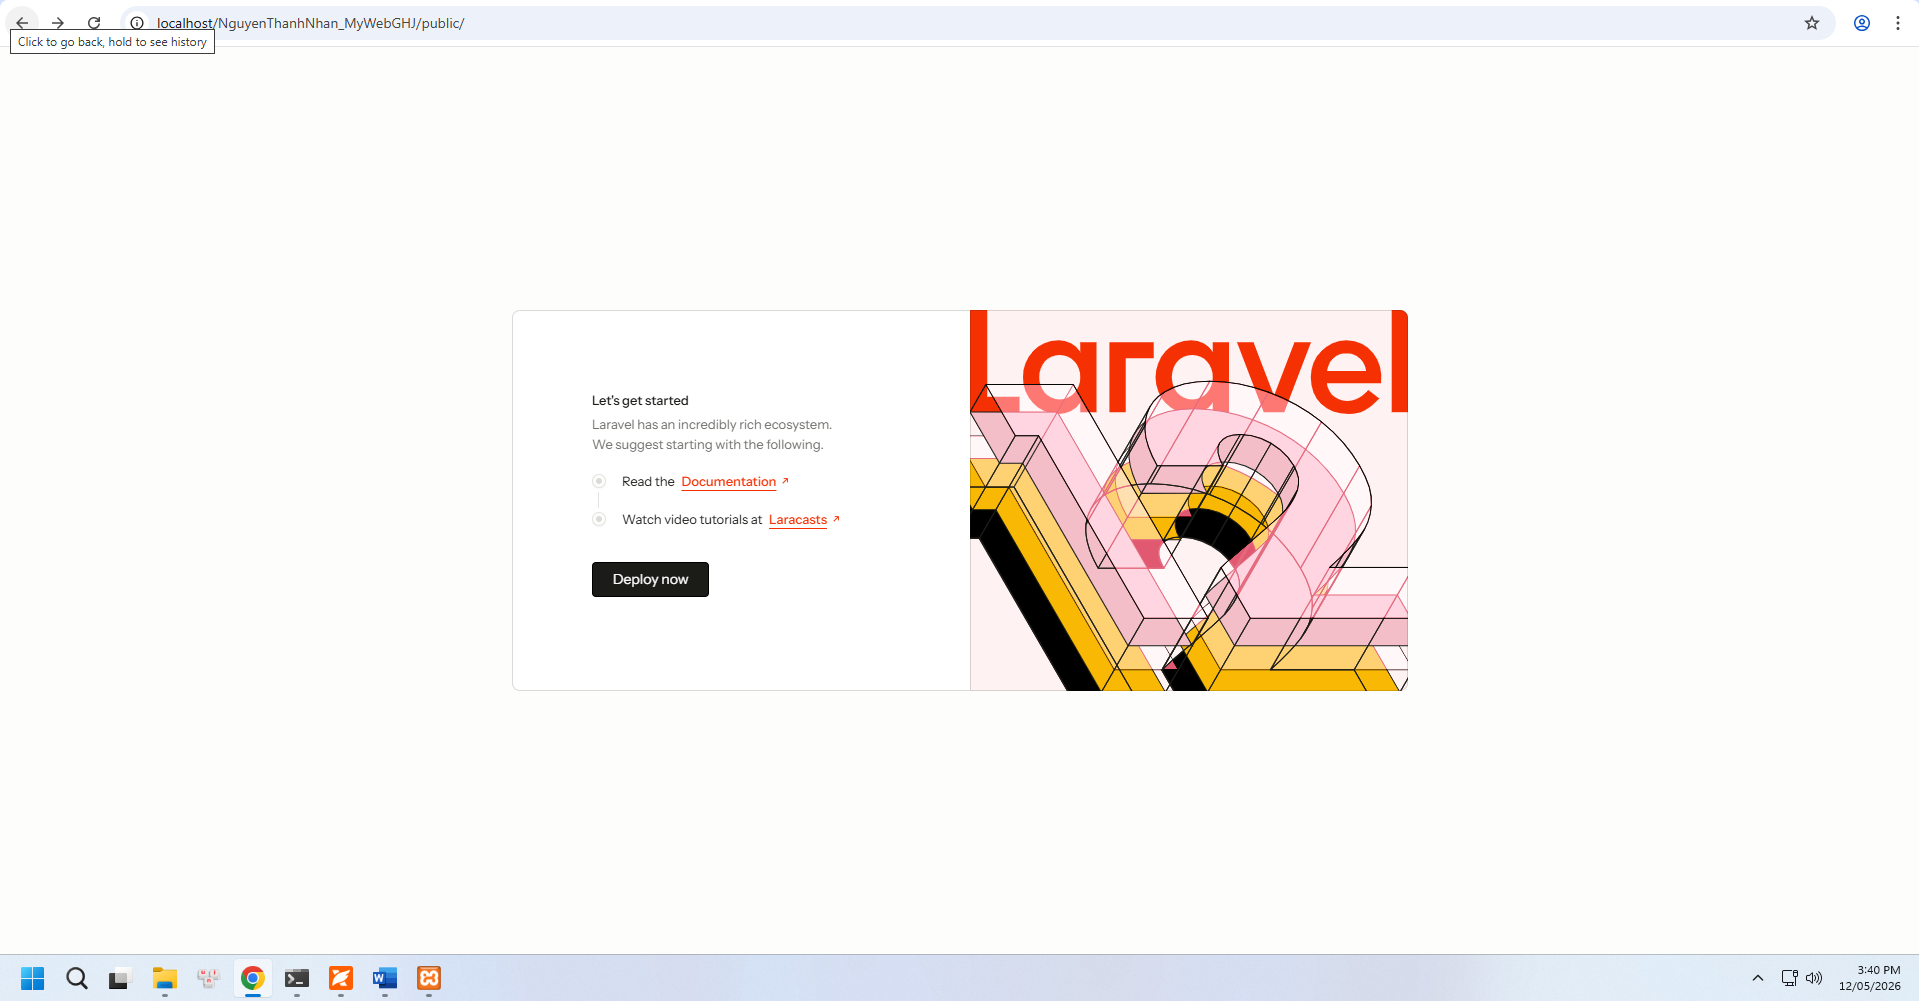 localhost/NguyenThanhNhan_MyWebGHJ/public/
Click to go back, hold to see history
Let's get started
Laravel has an incredibly rich ecosystem.
We suggest starting with the following.
Read the Documentation
Watch video tutorials at Laracasts
Deploy now
Laravel
3:40 PM
12/05/2026